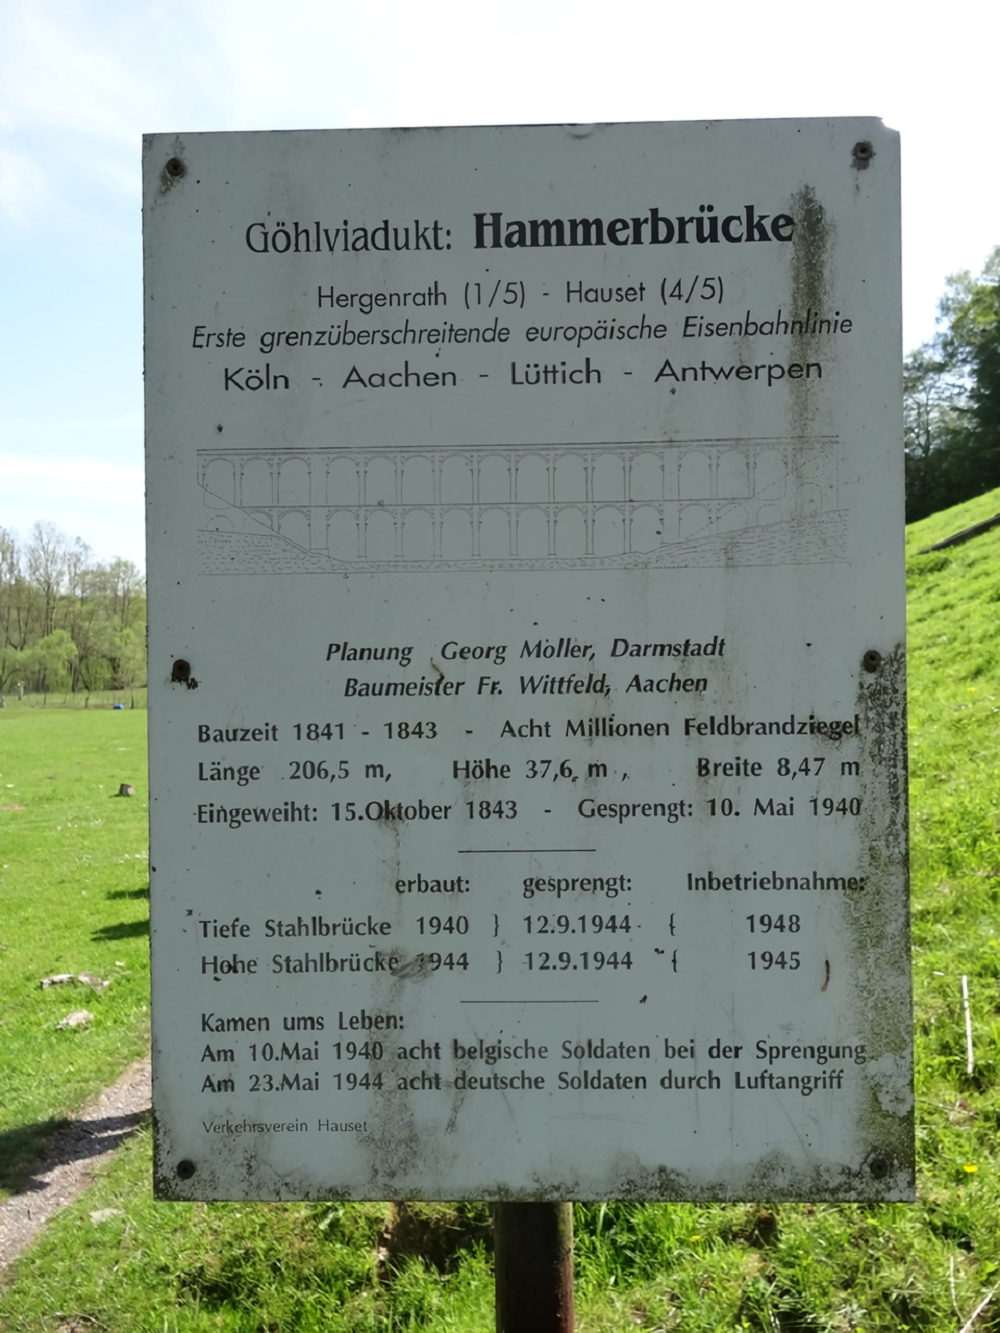 Göhlviadukt: Hammerbrücke
Hergenrath (1/5) - Hauset (4/5)
Erste grenzüberschreitende europäische Eisenbahnlinie
Köln - Aachen - Lüttich - Antwerpen
Planung Georg Moller, Darmstadt
Baumeister Fr. Wittfeld, Aachen
Bauzeit 1841 - 1843 - Acht Millionen Feldbrandziegel
Länge 206,5 m, Höhe 37,6 m, Breite 8,47 m
Eingeweiht: 15.Oktober 1843 - Gesprengt: 10. Mai 1940
erbaut: gesprengt: Inbetriebnahme:
Tiefe Stahlbrücke 1940 } 12.9.1944 { 1948
Hohe Stahlbrücke 1944 } 12.9.1944 { 1945
Kamen ums Leben:
Am 10.Mai 1940 acht belgische Soldaten bei der Sprengung
Am 23.Mai 1944 acht deutsche Soldaten durch Luftangriff
Verkehrsverein Hauset